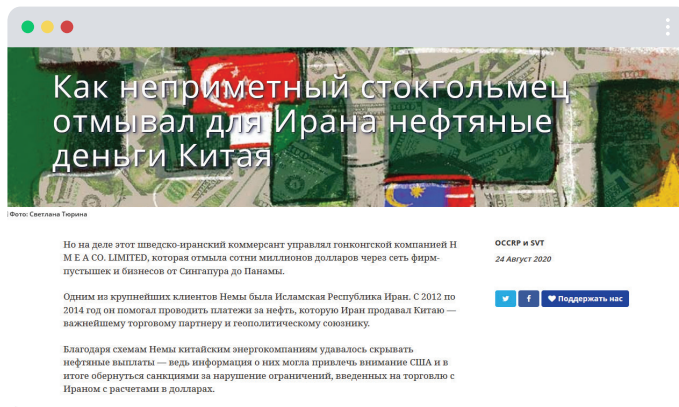 Как неприметный стокгольмец
отмывал для Ирана нефтяные
деньги Китая
Фото: Светлана Тюрина
Но на деле этот шведско-иранский коммерсант управлял гонконгской компанией H
M E A CO. LIMITED, которая отмыла сотни миллионов долларов через сеть фирм-
пустышек и бизнесов от Сингапура до Панамы.
Одним из крупнейших клиентов Немы была Исламская Республика Иран. С 2012 по
2014 год он помогал проводить платежи за нефть, которую Иран продавал Китаю —
важнейшему торговому партнеру и геополитическому союзнику.
Благодаря схемам Немы китайским энергокомпаниям удавалось скрывать
нефтяные выплаты — ведь информация о них могла привлечь внимание США и в
итоге обернуться санкциями за нарушение ограничений, введенных на торговлю с
Ираном с расчетами в долларах.
OCCRP и SVT
24 Август 2020
Поддержать нас